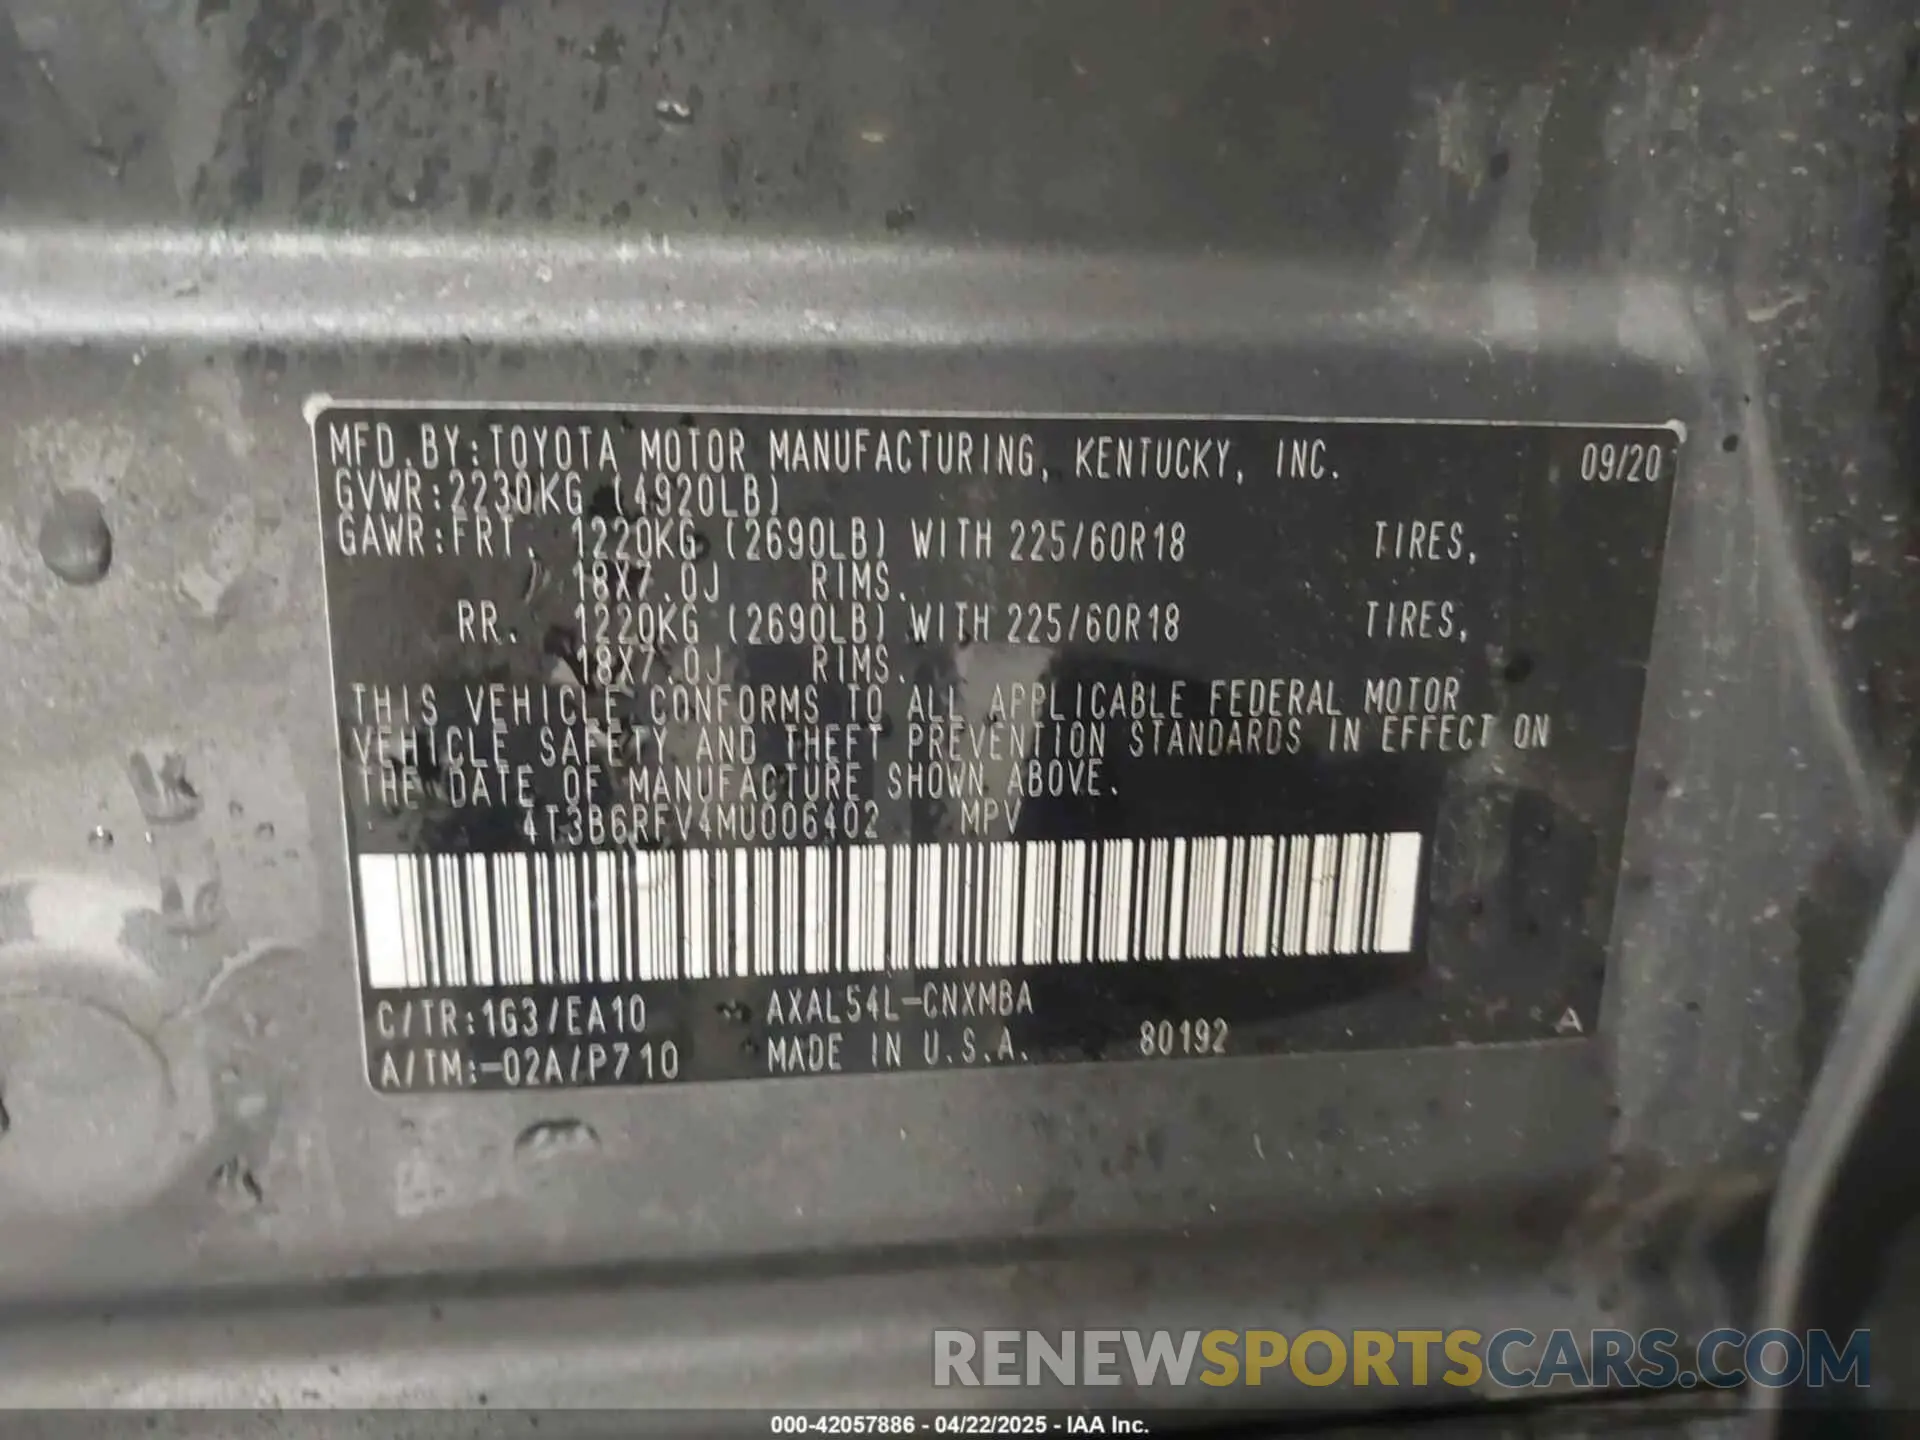 MFD.BY:TOYOTA MOTOR MANUFACTURING, KENTUCKY, INC. 09/20
GVWR:2230KG (4920LB)
GAWR:FRT. 1220KG (2690LB) WITH 225/60R18 TIRES,
18X7.0J RIMS.
RR. 1220KG (2690LB) WITH 225/60R18 TIRES,
18X7.0J RIMS.
THIS VEHICLE CONFORMS TO ALL APPLICABLE FEDERAL MOTOR
VEHICLE SAFETY AND THEFT PREVENTION STANDARDS IN EFFECT ON
THE DATE OF MANUFACTURE SHOWN ABOVE.
4T3B6RFV4MU006402 MPV
C/TR:1G3/EA10 AXAL54L-CNXMBA
A/TM:-02A/P710 MADE IN U.S.A. 80192 A
RENEWSPORTSCARS.COM
000-42057886 - 04/22/2025 - IAA Inc.